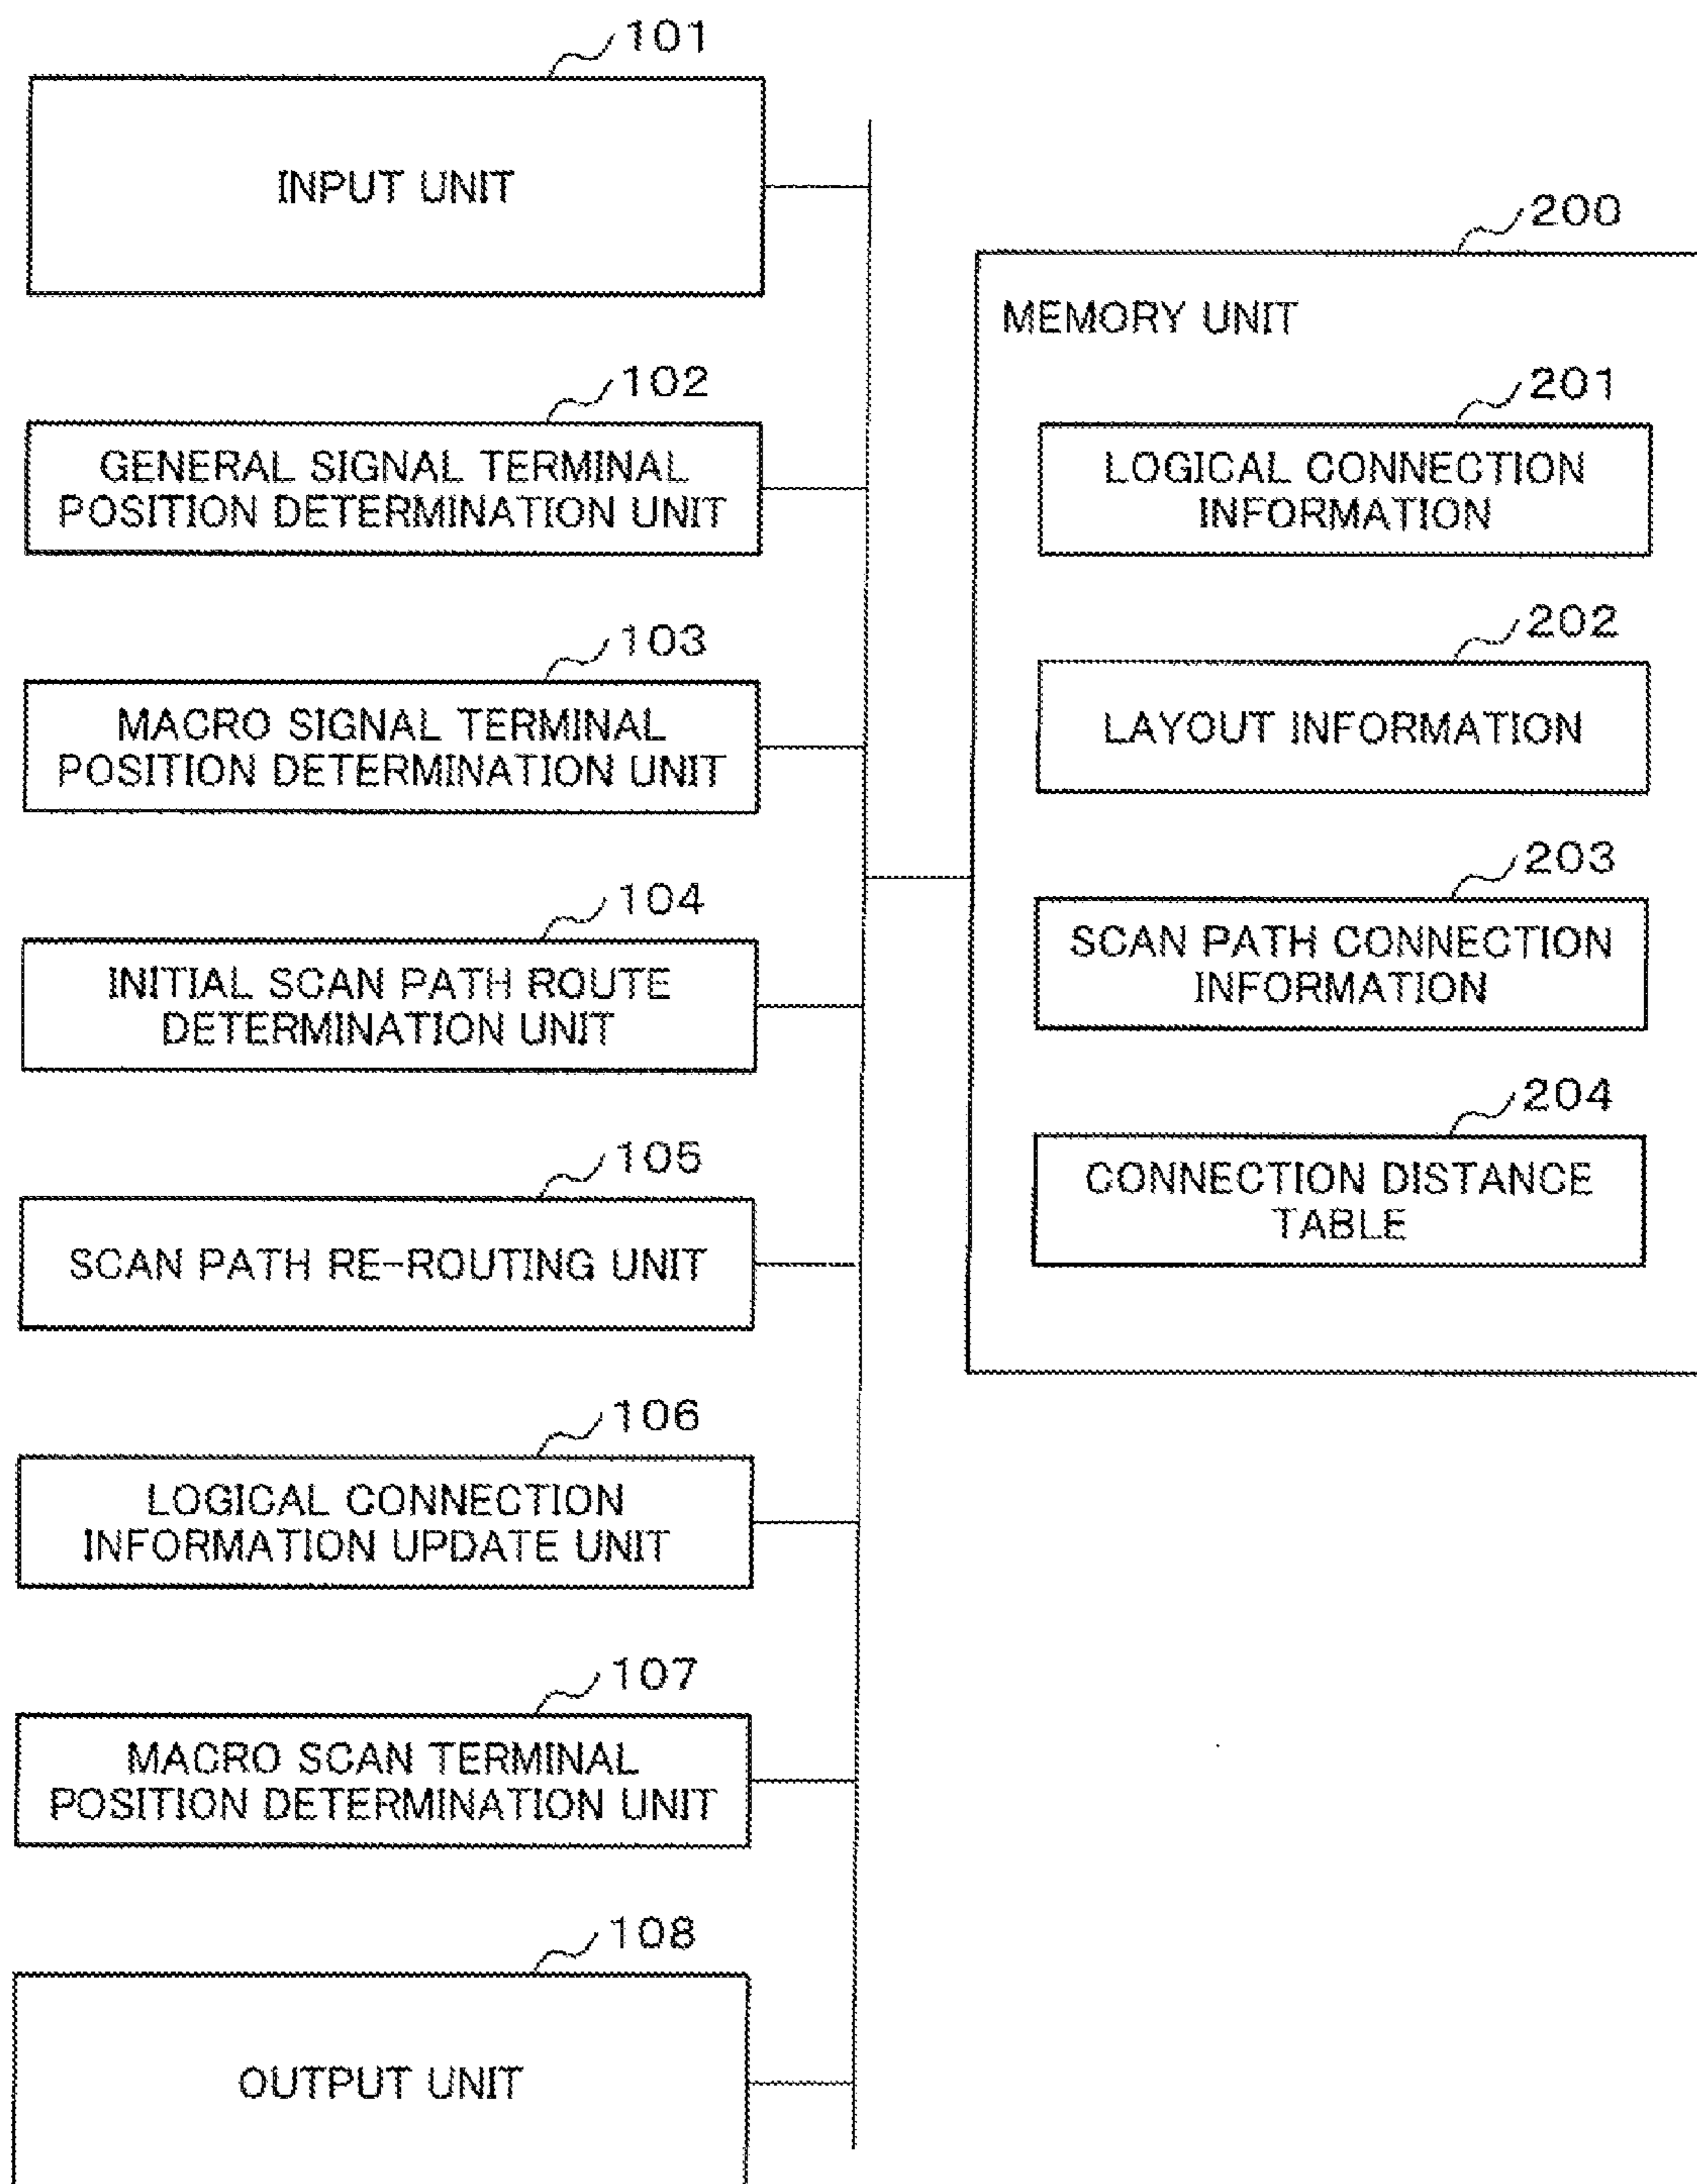 101
INPUT UNIT
102
GENERAL SIGNAL TERMINAL
POSITION DETERMINATION UNIT
103
MACRO SIGNAL TERMINAL
POSITION DETERMINATION UNIT
104
INITIAL SCAN PATH ROUTE
DETERMINATION UNIT
105
SCAN PATH RE-ROUTING UNIT
106
LOGICAL CONNECTION
INFORMATION UPDATE UNIT
107
MACRO SCAN TERMINAL
POSITION DETERMINATION UNIT
108
OUTPUT UNIT
200
MEMORY UNIT
201
LOGICAL CONNECTION
INFORMATION
202
LAYOUT INFORMATION
203
SCAN PATH CONNECTION
INFORMATION
204
CONNECTION DISTANCE
TABLE